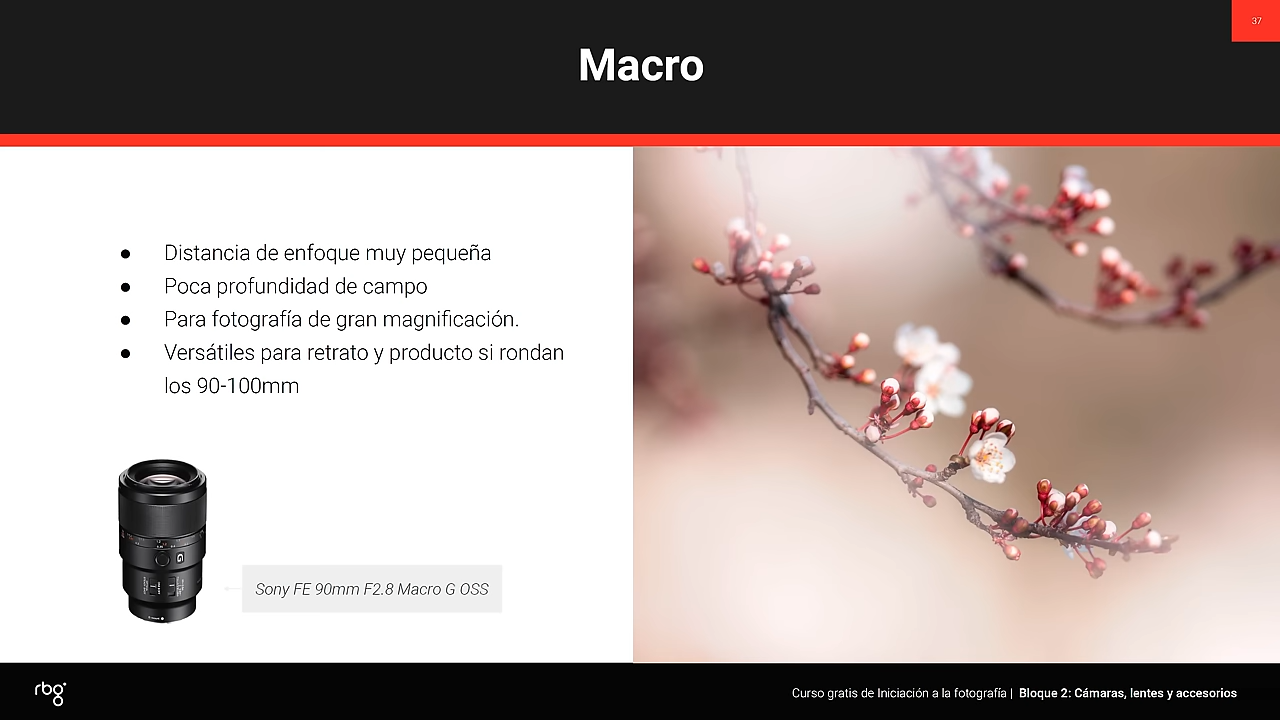 37
Macro
● Distancia de enfoque muy pequeña
● Poca profundidad de campo
● Para fotografía de gran magnificación.
● Versátiles para retrato y producto si rondan
los 90-100mm
Sony FE 90mm F2.8 Macro G OSS
rbg
Curso gratis de Iniciación a la fotografía | Bloque 2: Cámaras, lentes y accesorios